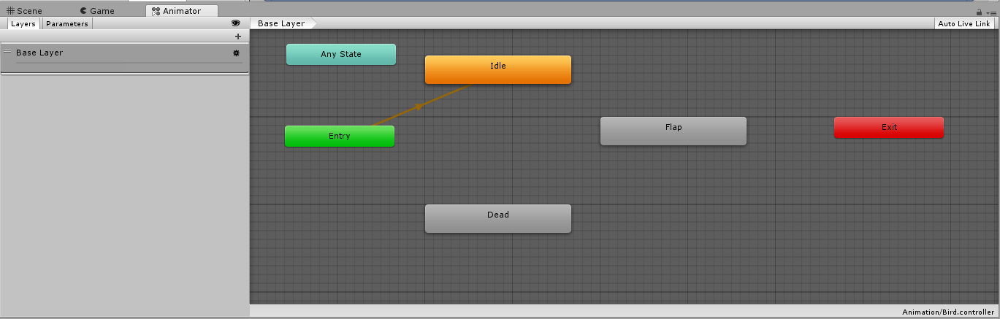 Scene Game Animator
Layers Parameters Base Layer Auto Live Link
Base Layer
Any State
Idle
Entry
Flap
Exit
Dead
Animation/Bird.controller